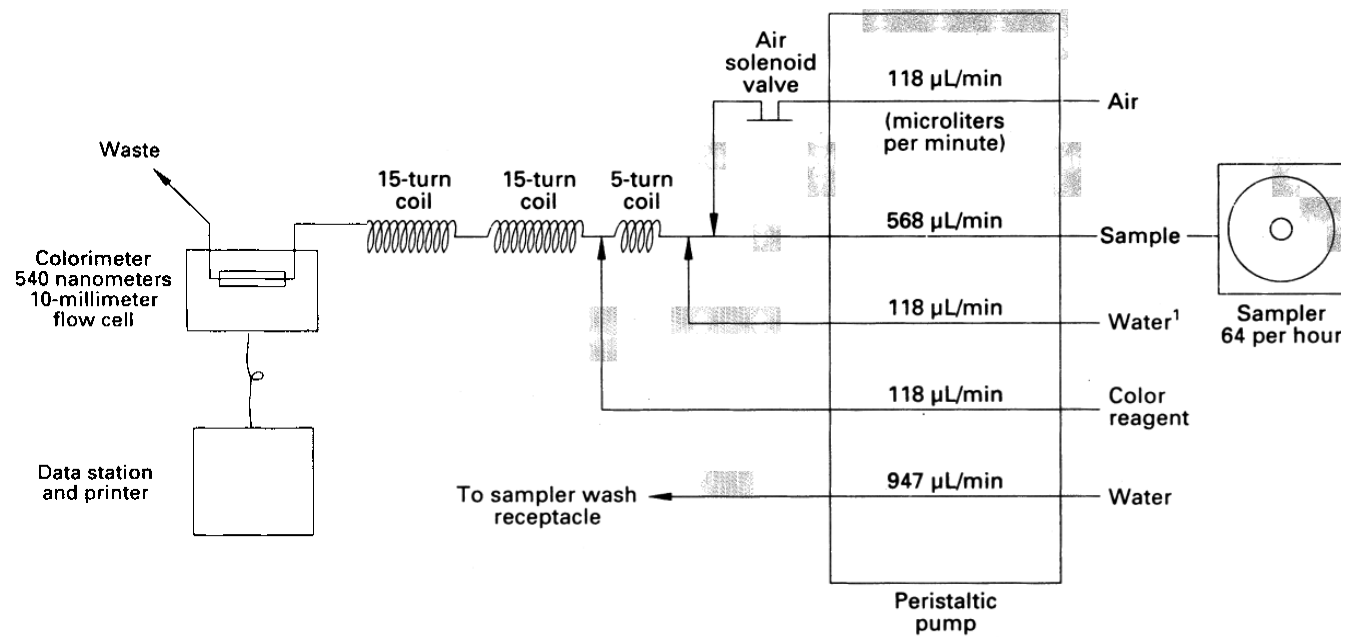 Air
solenoid
valve
118 µL/min
Air
(microliters
per minute)
Waste
15-turn
coil
15-turn
coil
5-turn
coil
568 µL/min
Sample
Colorimeter
540 nanometers
10-millimeter
flow cell
118 µL/min
Water1
Sampler
64 per hour
118 µL/min
Color
reagent
Data station
and printer
947 µL/min
To sampler wash
receptacle
Water
Peristaltic
pump